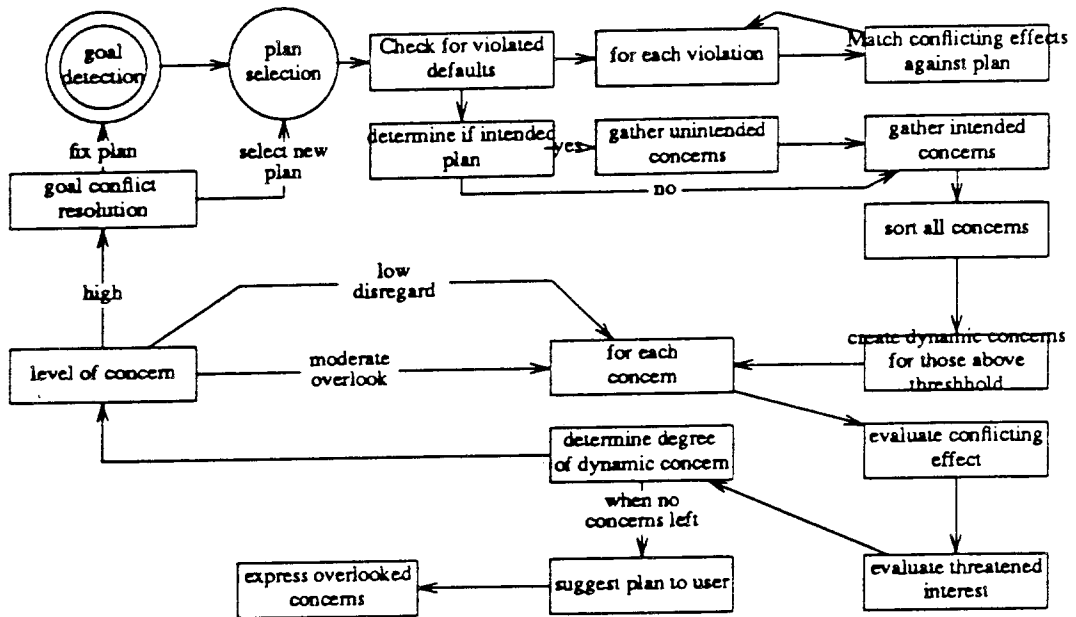 goal
detection
plan
selection
Check for violated
defaults
for each violation
Match conflicting effects
against plan
determine if intended
plan
yes
gather unintended
concerns
gather intended
concerns
no
fix plan
select new
plan
goal conflict
resolution
sort all concerns
high
low
disregard
level of concern
moderate
overlook
for each
concern
create dynamic concerns
for those above
threshhold
determine degree
of dynamic concern
evaluate conflicting
effect
when no
concerns left
express overlooked
concerns
suggest plan to user
evaluate threatened
interest